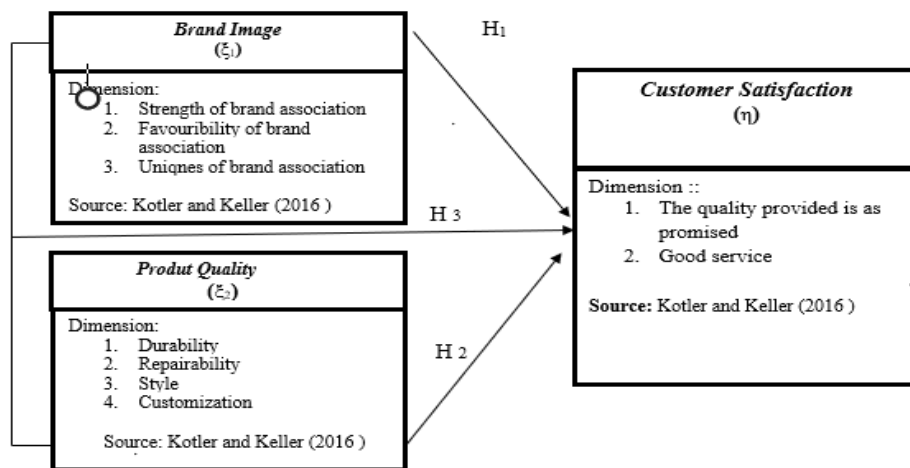 Brand Image
(ξ1)
Dimension:
1. Strength of brand association
2. Favouribility of brand
association
3. Uniqnes of brand association
Source: Kotler and Keller (2016 )
H1
H 3
Produt Quality
(ξ2)
Dimension:
1. Durability
2. Repairability
3. Style
4. Customization
Source: Kotler and Keller (2016 )
H 2
Customer Satisfaction
(η)
Dimension ::
1. The quality provided is as
promised
2. Good service
Source: Kotler and Keller (2016 )